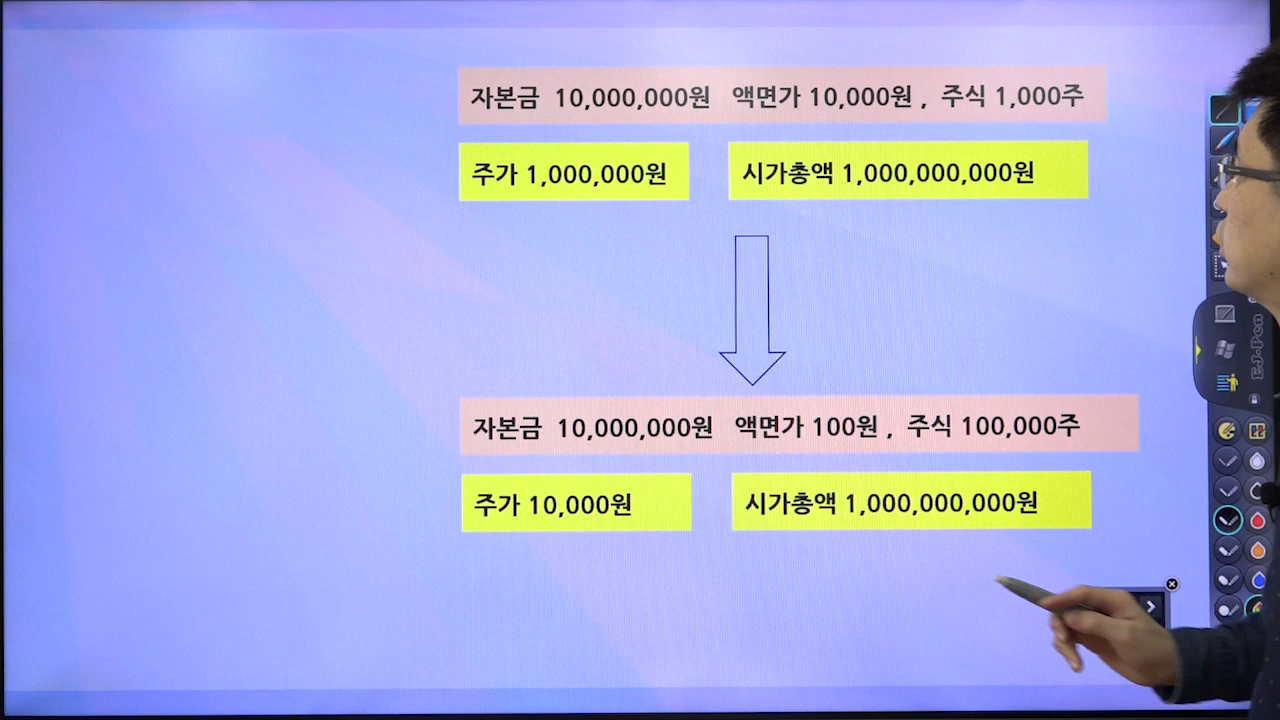 자본금 10,000,000원 액면가 10,000원 , 주식 1,000주
주가 1,000,000원
시가총액 1,000,000,000원
자본금 10,000,000원 액면가 100원 , 주식 100,000주
주가 10,000원
시가총액 1,000,000,000원
EJ-Pen